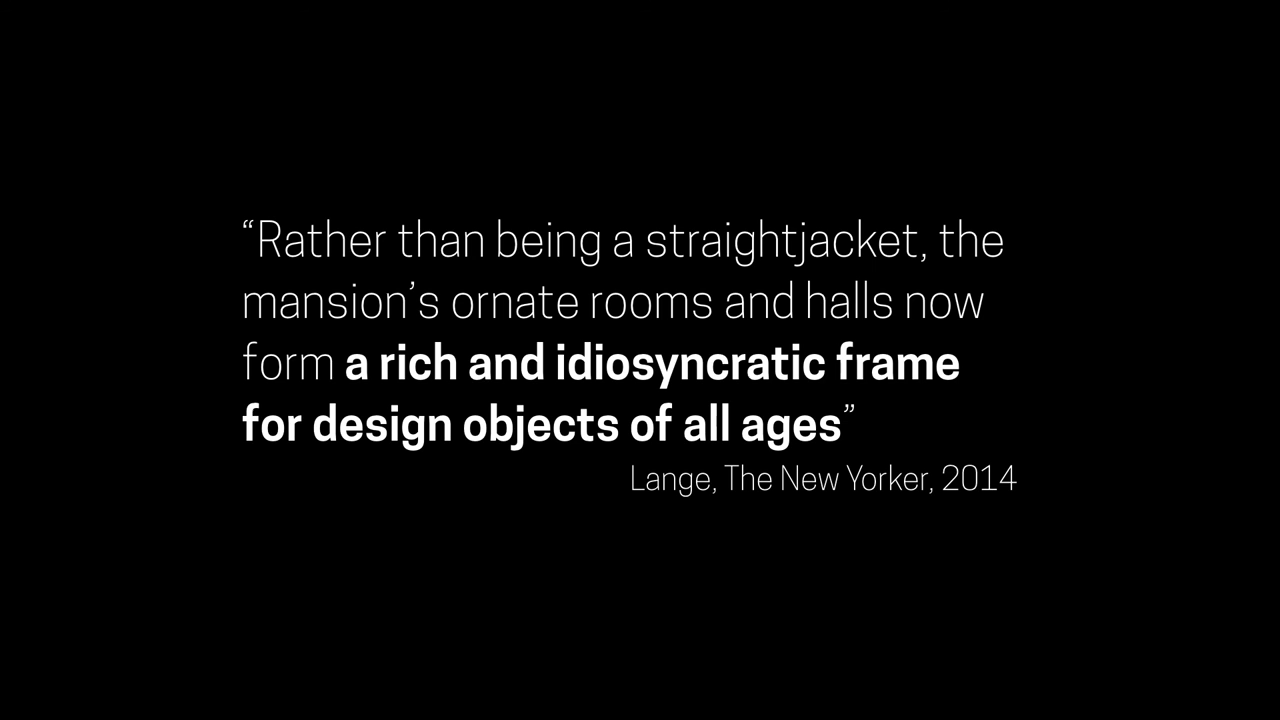 “Rather than being a straightjacket, the
mansion’s ornate rooms and halls now
form a rich and idiosyncratic frame
for design objects of all ages”
Lange, The New Yorker, 2014